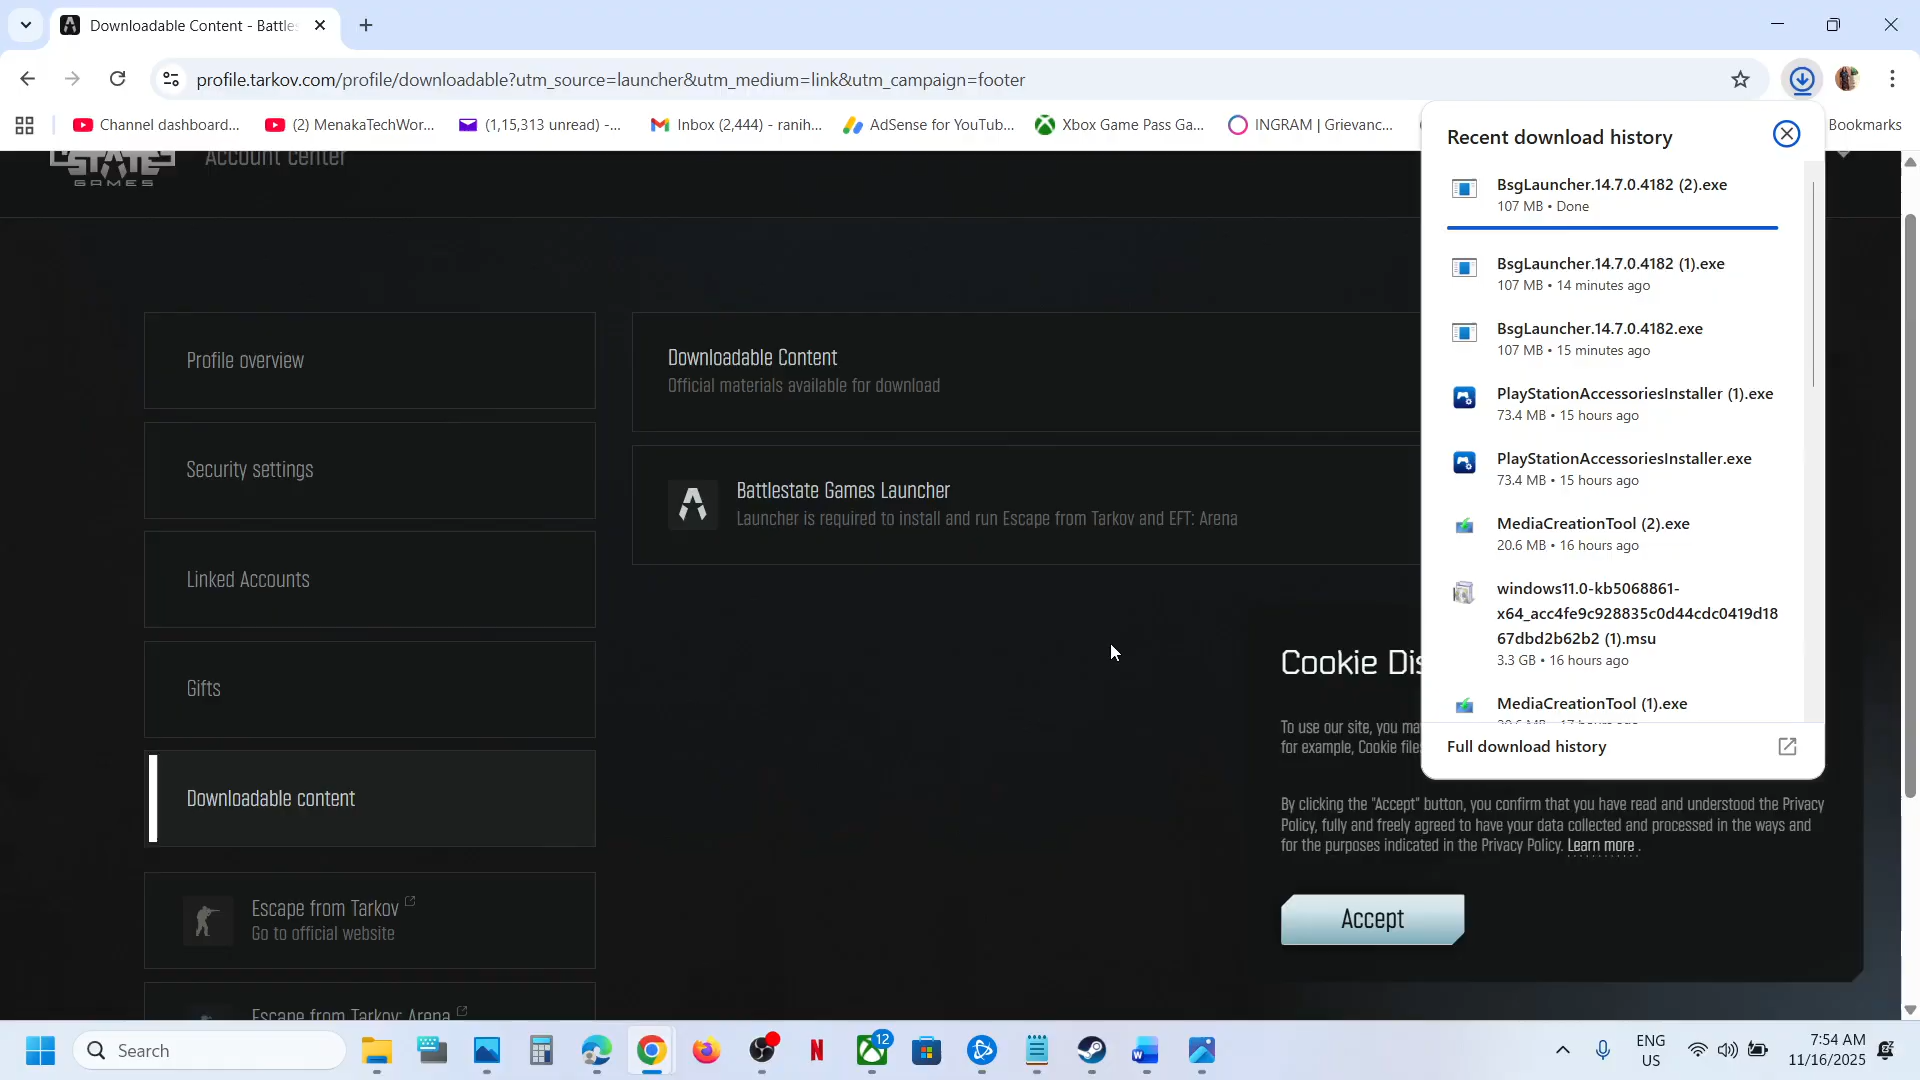 Downloadable Content - Battles
profile.tarkov.com/profile/downloadable?utm_source=launcher&utm_medium=link&utm_campaign=footer
Channel dashboard...
(2) MenakaTechWor...
(1,15,313 unread) -...
Inbox (2,444) - ranih...
AdSense for YouTub...
Xbox Game Pass Ga...
INGRAM | Grievanc...
Bookmarks
STATE
GAMES
Account center
Profile overview
Security settings
Linked Accounts
Gifts
Downloadable content
Escape from Tarkov
Go to official website
Escape from Tarkov: Arena
Downloadable Content
Official materials available for download
Battlestate Games Launcher
Launcher is required to install and run Escape from Tarkov and EFT: Arena
Recent download history
BsgLauncher.14.7.0.4182 (2).exe
107 MB • Done
BsgLauncher.14.7.0.4182 (1).exe
107 MB • 14 minutes ago
BsgLauncher.14.7.0.4182.exe
107 MB • 15 minutes ago
PlayStationAccessoriesInstaller (1).exe
73.4 MB • 15 hours ago
PlayStationAccessoriesInstaller.exe
73.4 MB • 15 hours ago
MediaCreationTool (2).exe
20.6 MB • 16 hours ago
windows11.0-kb5068861-
x64_acc4fe9c928835c0d44cdc0419d18
67dbd2b62b2 (1).msu
3.3 GB • 16 hours ago
MediaCreationTool (1).exe
20.6 MB • 17 hours ago
Full download history
Cookie Dis
To use our site, you ma
for example, Cookie file
By clicking the "Accept" button, you confirm that you have read and understood the Privacy
Policy, fully and freely agreed to have your data collected and processed in the ways and
for the purposes indicated in the Privacy Policy. Learn more .
Accept
Search
12
ENG
US
7:54 AM
11/16/2025